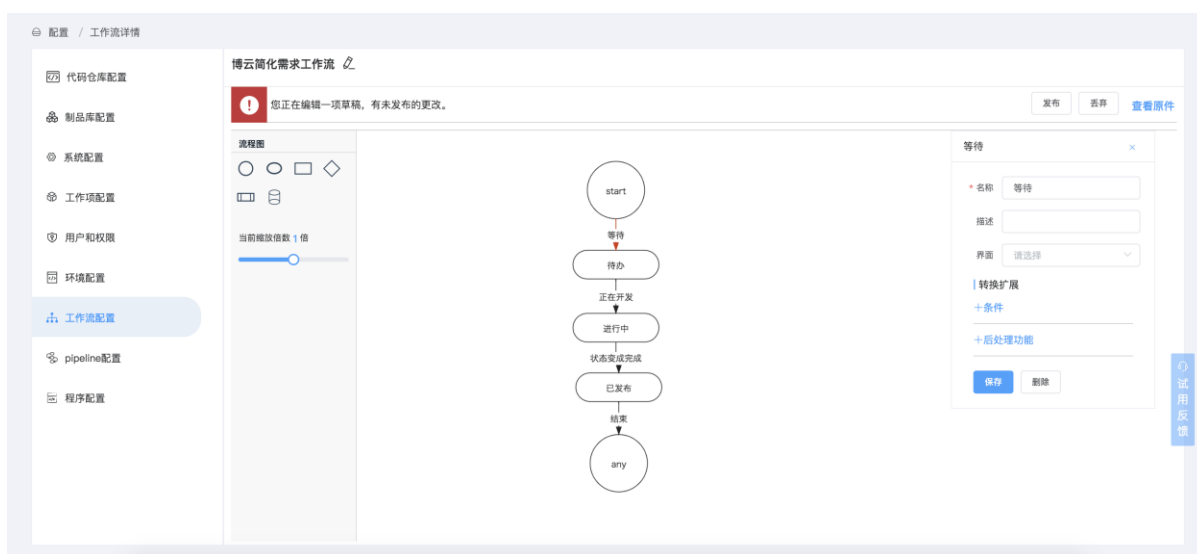 配置 / 工作流详情
代码仓库配置
制品库配置
系统配置
工作项配置
用户和权限
环境配置
工作流配置
pipeline配置
程序配置
博云简化需求工作流
您正在编辑一项草稿，有未发布的更改。
发布 丢弃 查看原件
流程图
当前缩放倍数 1 倍
start
等待
待办
正在开发
进行中
状态变成完成
已发布
结束
any
等待 ×
* 名称 等待
描述
界面 请选择
转换扩展
+条件
+后处理功能
保存 删除
试用反馈